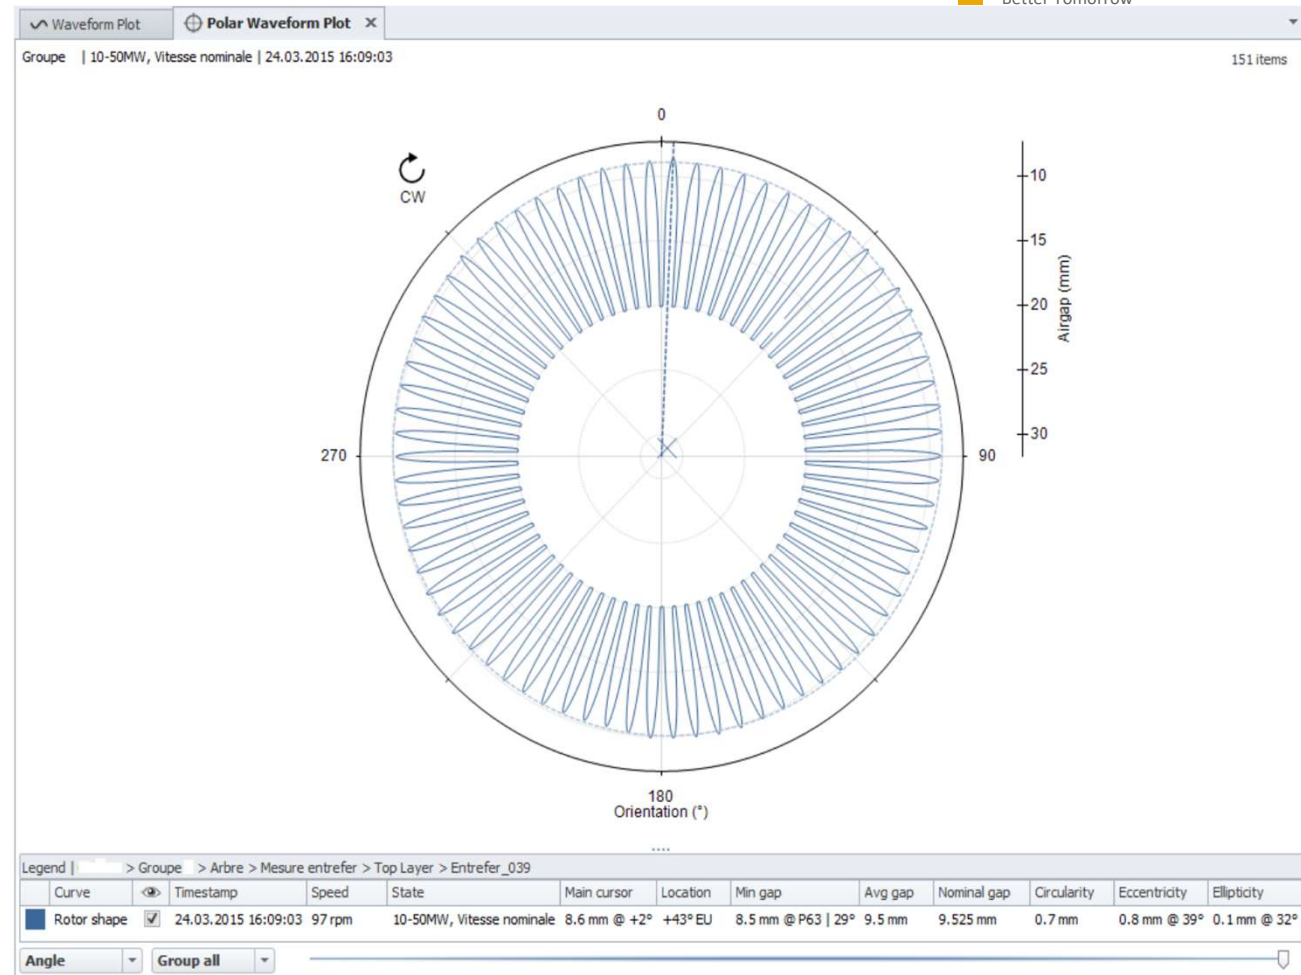 Better Tomorrow
Waveform Plot
Polar Waveform Plot
Groupe | 10-50MW, Vitesse nominale | 24.03.2015 16:09:03
151 items
0
CW
10
15
20
25
30
Airgap (mm)
270
90
180
Orientation (°)
Legend | > Groupe > Arbre > Mesure entrefer > Top Layer > Entrefer_039
Curve Timestamp Speed State Main cursor Location Min gap Avg gap Nominal gap Circularity Eccentricity Ellipticity
Rotor shape 24.03.2015 16:09:03 97 rpm 10-50MW, Vitesse nominale 8.6 mm @ +2° +43° EU 8.5 mm @ P63 | 29° 9.5 mm 9.525 mm 0.7 mm 0.8 mm @ 39° 0.1 mm @ 32°
Angle Group all